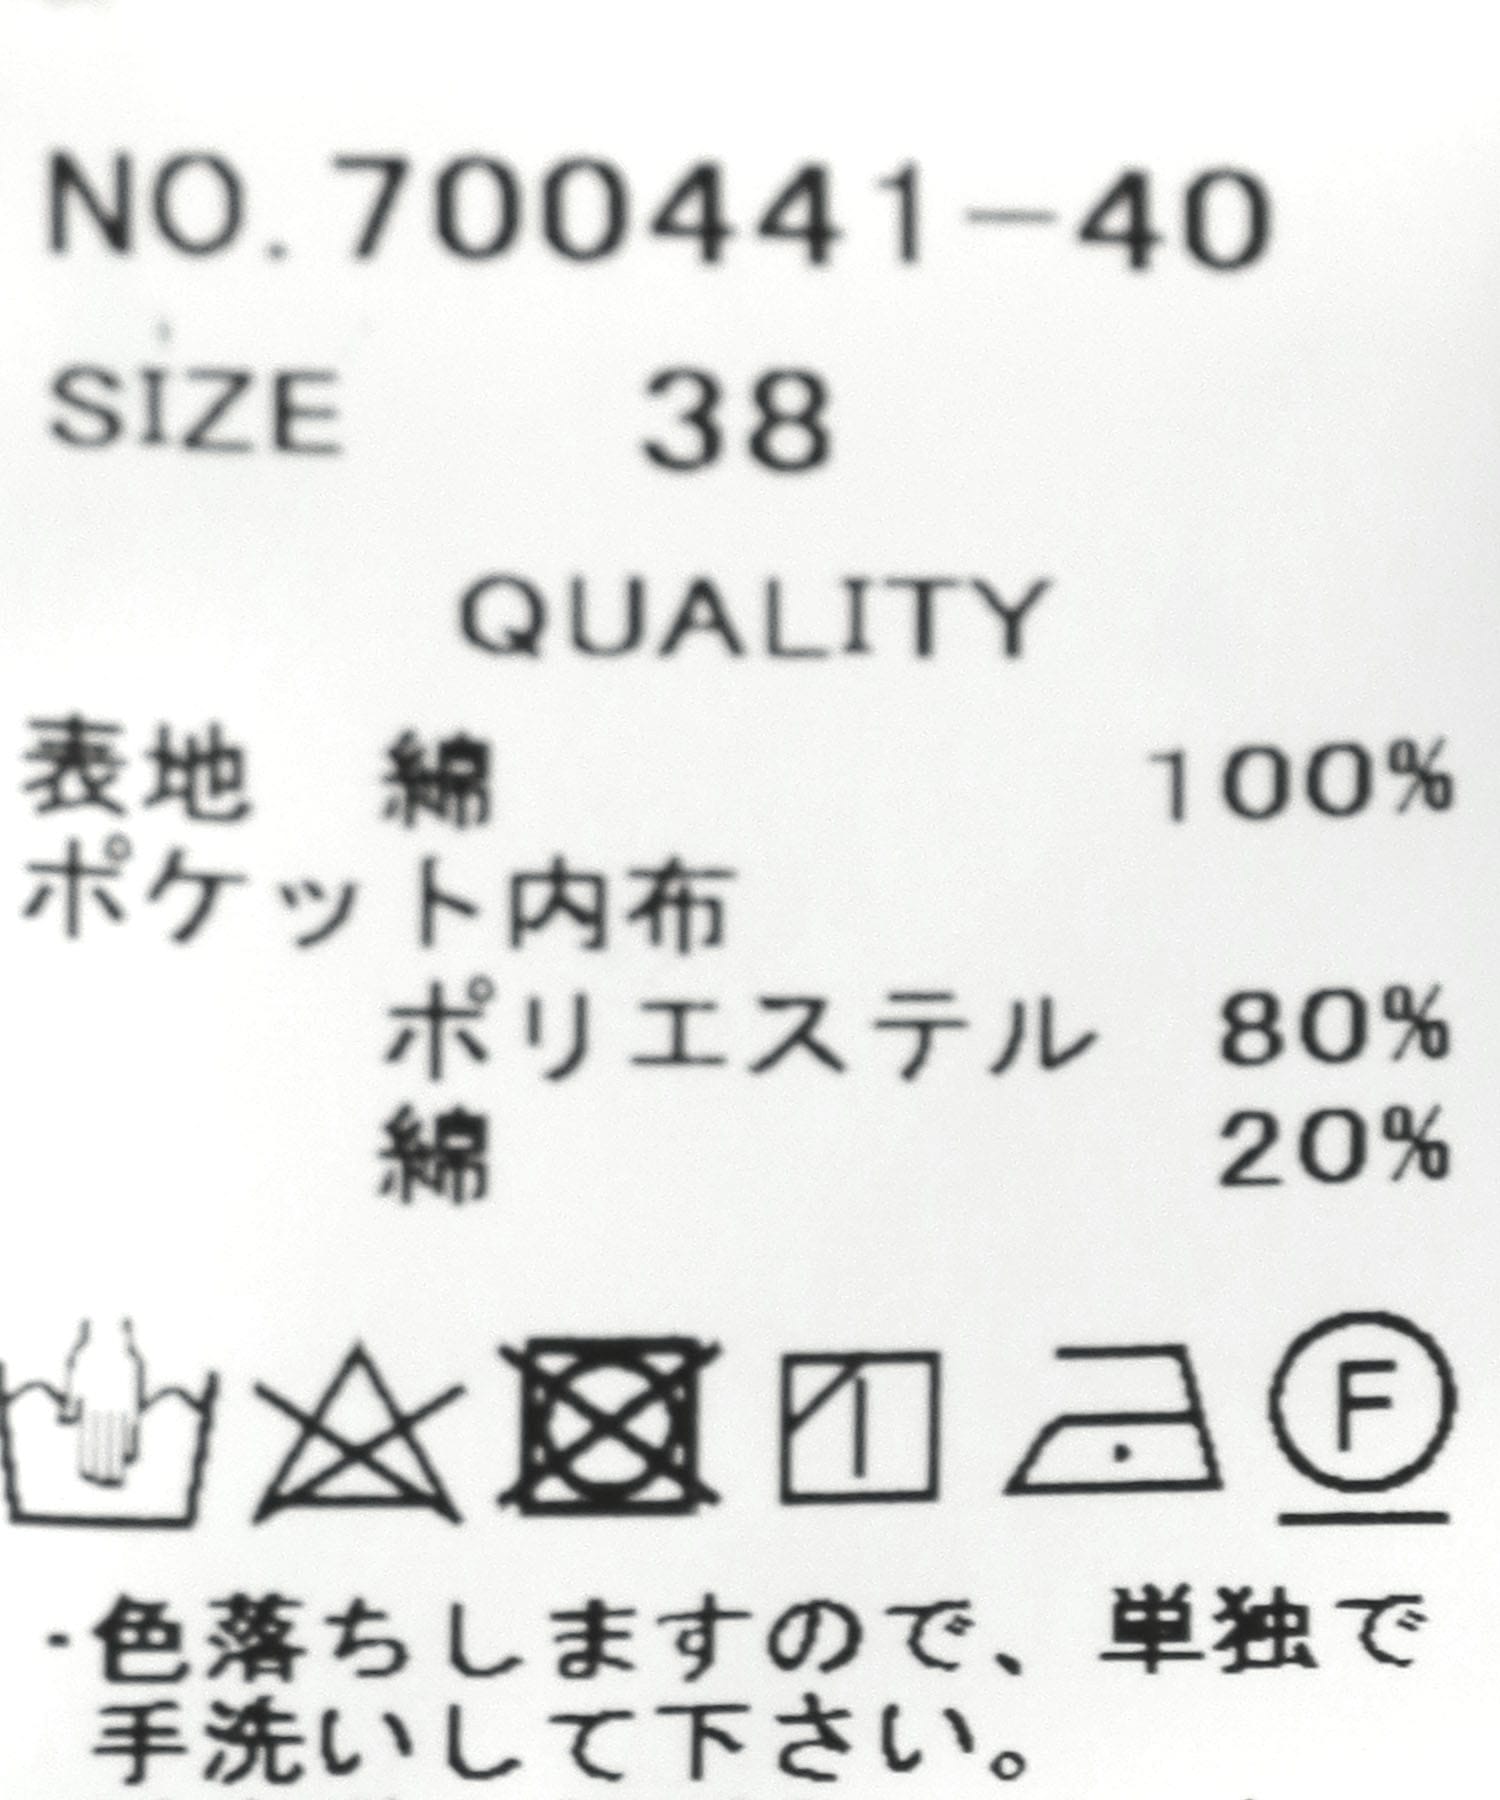 NO.700441-40
SIZE 38
QUALITY
表地 綿 100%
ポケット内布
ポリエステル 80%
綿 20%
F
・色落ちしますので、単独で
手洗いして下さい。